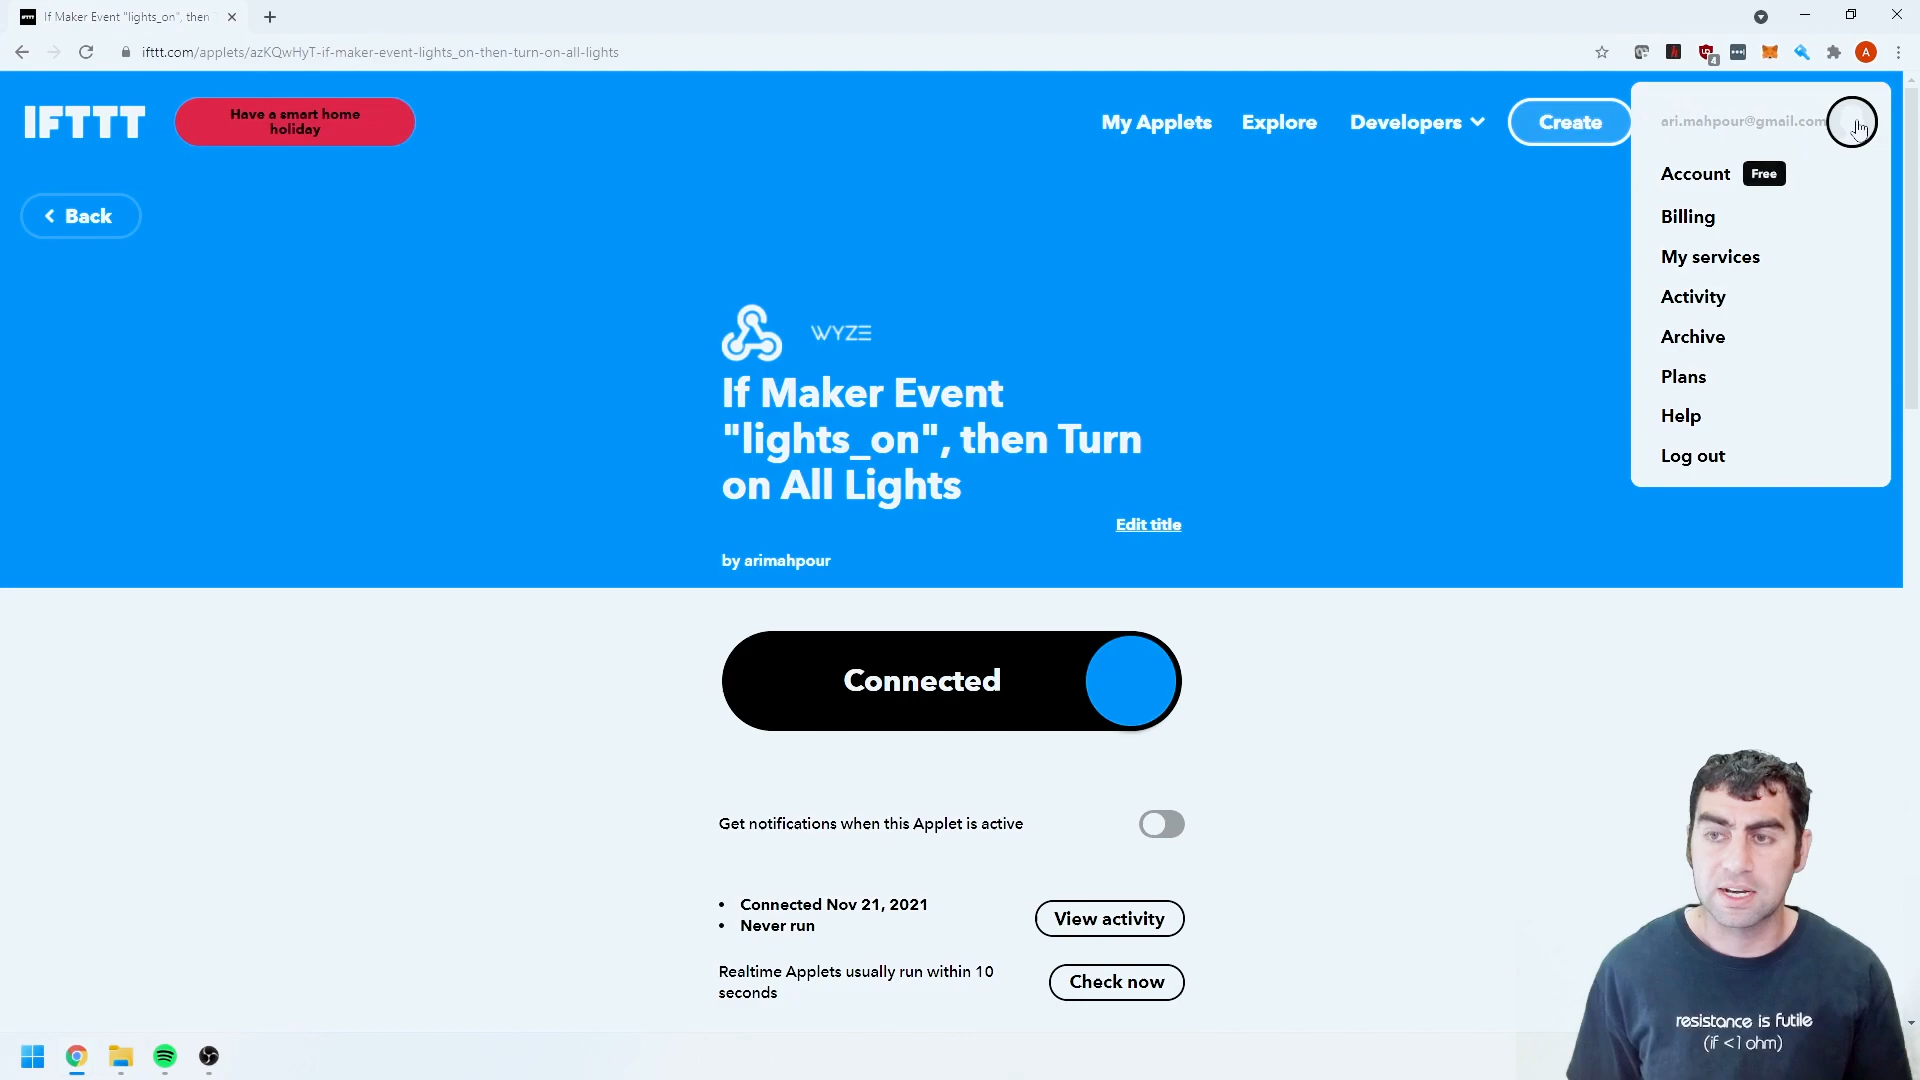 If Maker Event "lights_on", then
ifttt.com/applets/azKQwHyT-if-maker-event-lights_on-then-turn-on-all-lights
4
A
IFTTT
Have a smart home
holiday
My Applets
Explore
Developers
Create
ari.mahpour@gmail.com
Account
Free
Billing
My services
Activity
Archive
Plans
Help
Log out
Back
WYZE
If Maker Event
"lights_on", then Turn
on All Lights
Edit title
by arimahpour
Connected
Get notifications when this Applet is active
• Connected Nov 21, 2021
• Never run
View activity
Realtime Applets usually run within 10
seconds
Check now
resistance is futile
(if <1 ohm)